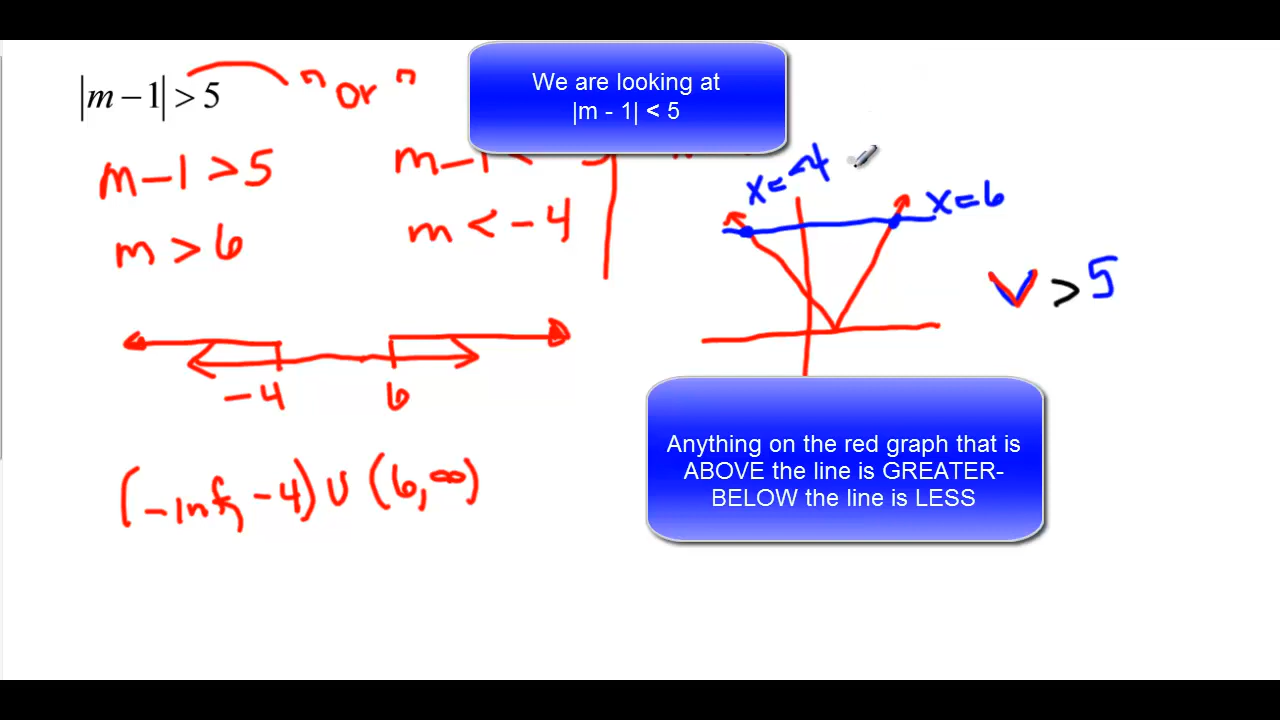 |m − 1| > 5 " or "
We are looking at
|m - 1| < 5
m − 1 > 5
m − 1 <
m > 6
m < − 4
x = -4
x = 6
V > 5
− 4
6
(− inf, − 4) ∪ (6, ∞)
Anything on the red graph that is
ABOVE the line is GREATER-
BELOW the line is LESS